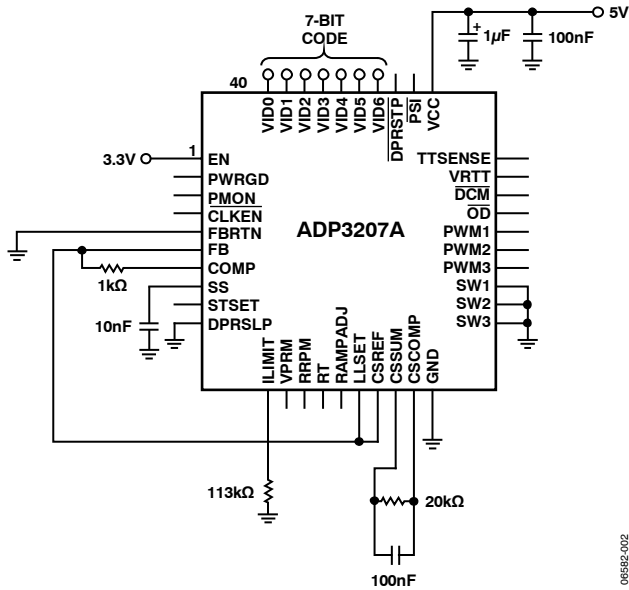 7-BIT
CODE
5V
1µF
100nF
40
VID0
VID1
VID2
VID3
VID4
VID5
VID6
DPRSTP
PSI
VCC
3.3V
1
EN
PWRGD
PMON
CLKEN
FBRTN
FB
COMP
SS
STSET
DPRSLP
1kΩ
10nF
ADP3207A
TTSENSE
VRTT
DCM
OD
PWM1
PWM2
PWM3
SW1
SW2
SW3
ILIMIT
VPRM
RRPM
RT
RAMPADJ
LLSET
CSREF
CSSUM
CSCOMP
GND
113kΩ
20kΩ
100nF
06582-002